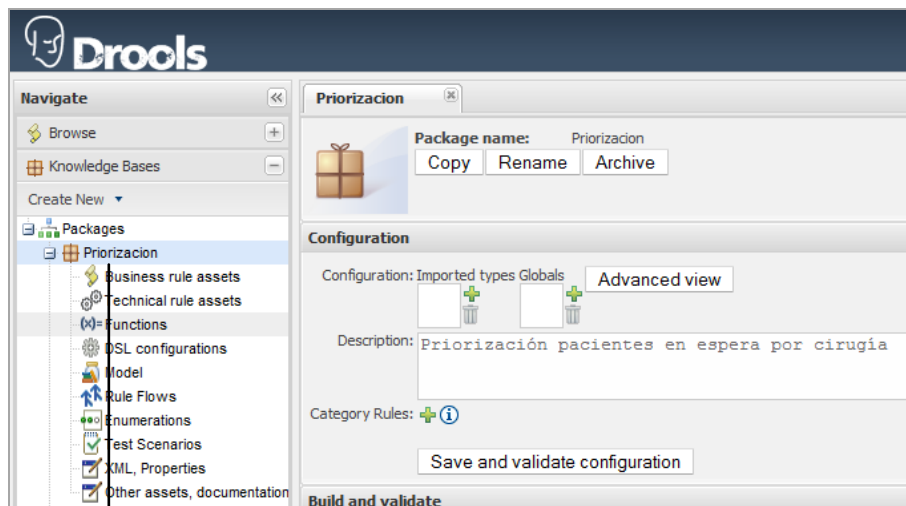 Drools
Navigate
Browse
Knowledge Bases
Create New
Packages
Priorizacion
Business rule assets
Technical rule assets
(x)= Functions
DSL configurations
Model
Rule Flows
Enumerations
Test Scenarios
XML, Properties
Other assets, documentation
Priorizacion
Package name: Priorizacion
Copy Rename Archive
Configuration
Configuration: Imported types Globals Advanced view
Description: Priorización pacientes en espera por cirugía
Category Rules:
Save and validate configuration
Build and validate